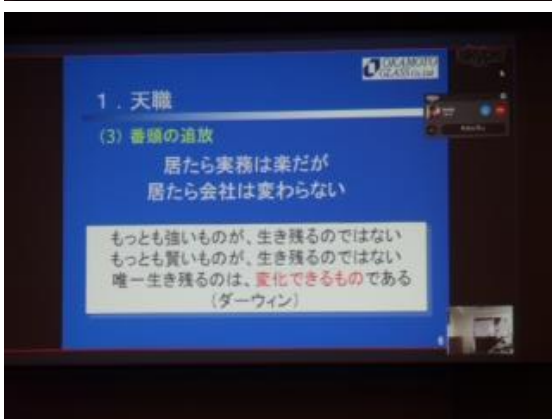 OKAMOTO
GLASS Co.,Ltd
1．天職
(3) 番頭の追放
居たら実務は楽だが
居たら会社は変わらない
もっとも強いものが、生き残るのではない
もっとも賢いものが、生き残るのではない
唯一生き残るのは、変化できるものである
(ダーウィン)